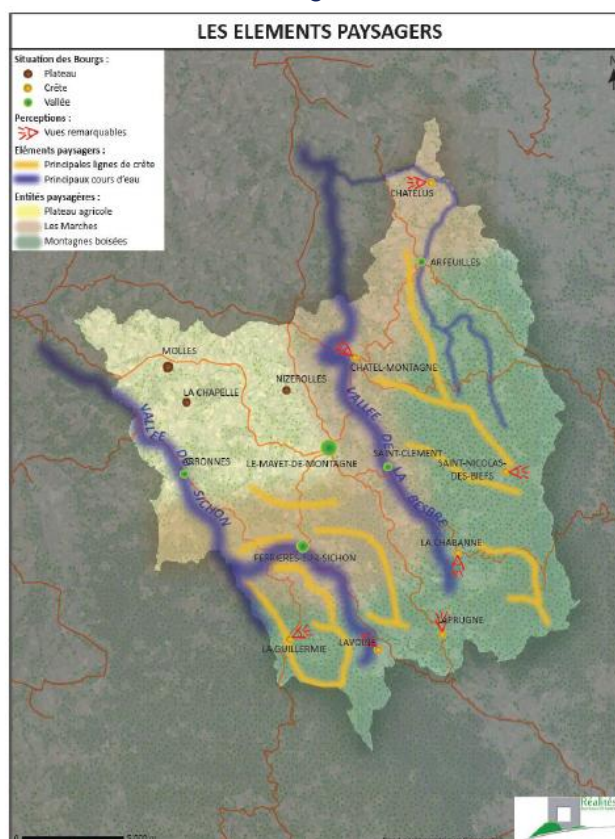 LES ELEMENTS PAYSAGERS
Situation des Bourgs :
Plateau
Crête
Vallée
Perceptions :
Vues remarquables
Eléments paysagers :
Principales lignes de crête
Principaux cours d'eau
Entités paysagères :
Plateau agricole
Les Marches
Montagnes boisées
N
CHATELUS
ARFEUILLES
MOLLES
CHATEL-MONTAGNE
NIZEROLLES
LA CHAPELLE
VALLEE DE LA BESBRE
VALLEE DU SICHON
ARRONNES
LE-MAYET-DE-MONTAGNE
SAINT-CLEMENT
SAINT-NICOLAS-
DES-BIEFS
LA CHABANNE
FERRIERES-SUR-SICHON
LAPRUGNE
LA GUILLERMIE
LAVOINE
Réalités
0